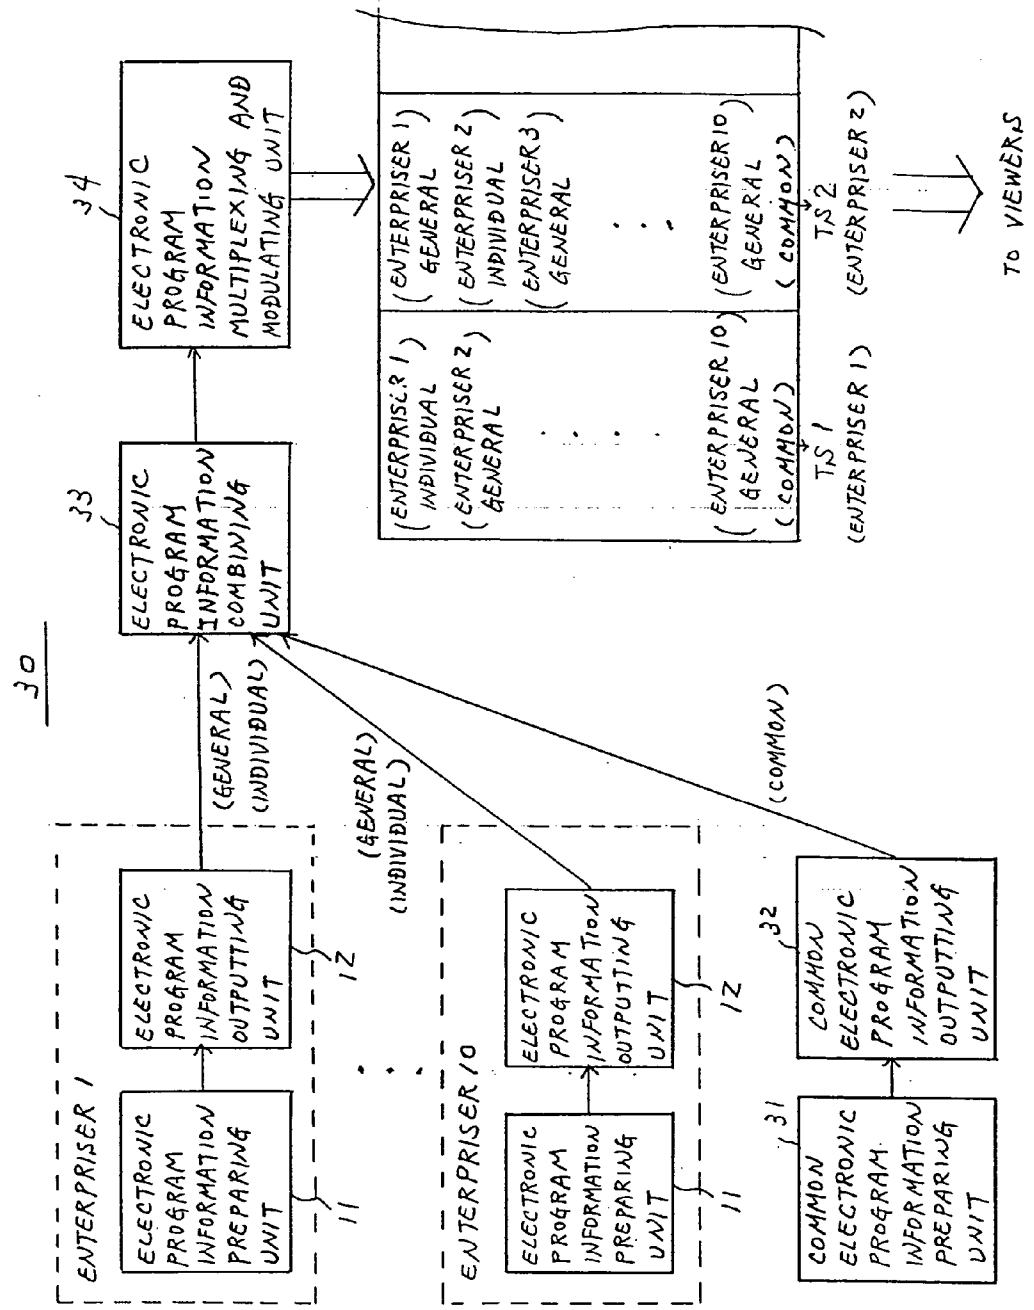 30
ENTERPRISER 1
ELECTRONIC
PROGRAM
INFORMATION
PREPARING
UNIT
11
ELECTRONIC
PROGRAM
INFORMATION
OUTPUTTING
UNIT
12
(GENERAL)
(INDIVIDUAL)
33
ELECTRONIC
PROGRAM
INFORMATION
COMBINING
UNIT
34
ELECTRONIC
PROGRAM
INFORMATION
MULTIPLEXING AND
MODULATING UNIT
ENTERPRISER 10
ELECTRONIC
PROGRAM
INFORMATION
PREPARING
UNIT
11
ELECTRONIC
PROGRAM
INFORMATION
OUTPUTTING
UNIT
12
(GENERAL)
(INDIVIDUAL)
31
COMMON
ELECTRONIC
PROGRAM
INFORMATION
PREPARING
UNIT
32
COMMON
ELECTRONIC
PROGRAM
INFORMATION
OUTPUTTING
UNIT
(COMMON)
(ENTERPRISER 1)
INDIVIDUAL
(ENTERPRISER 2)
GENERAL
(ENTERPRISER 10)
GENERAL
(COMMON)
TS 1
(ENTERPRISER 1)
(ENTERPRISER 1)
GENERAL
(ENTERPRISER 2)
INDIVIDUAL
(ENTERPRISER 3)
GENERAL
(ENTERPRISER 10)
GENERAL
(COMMON)
TS 2
(ENTERPRISER 2)
TO VIEWERS